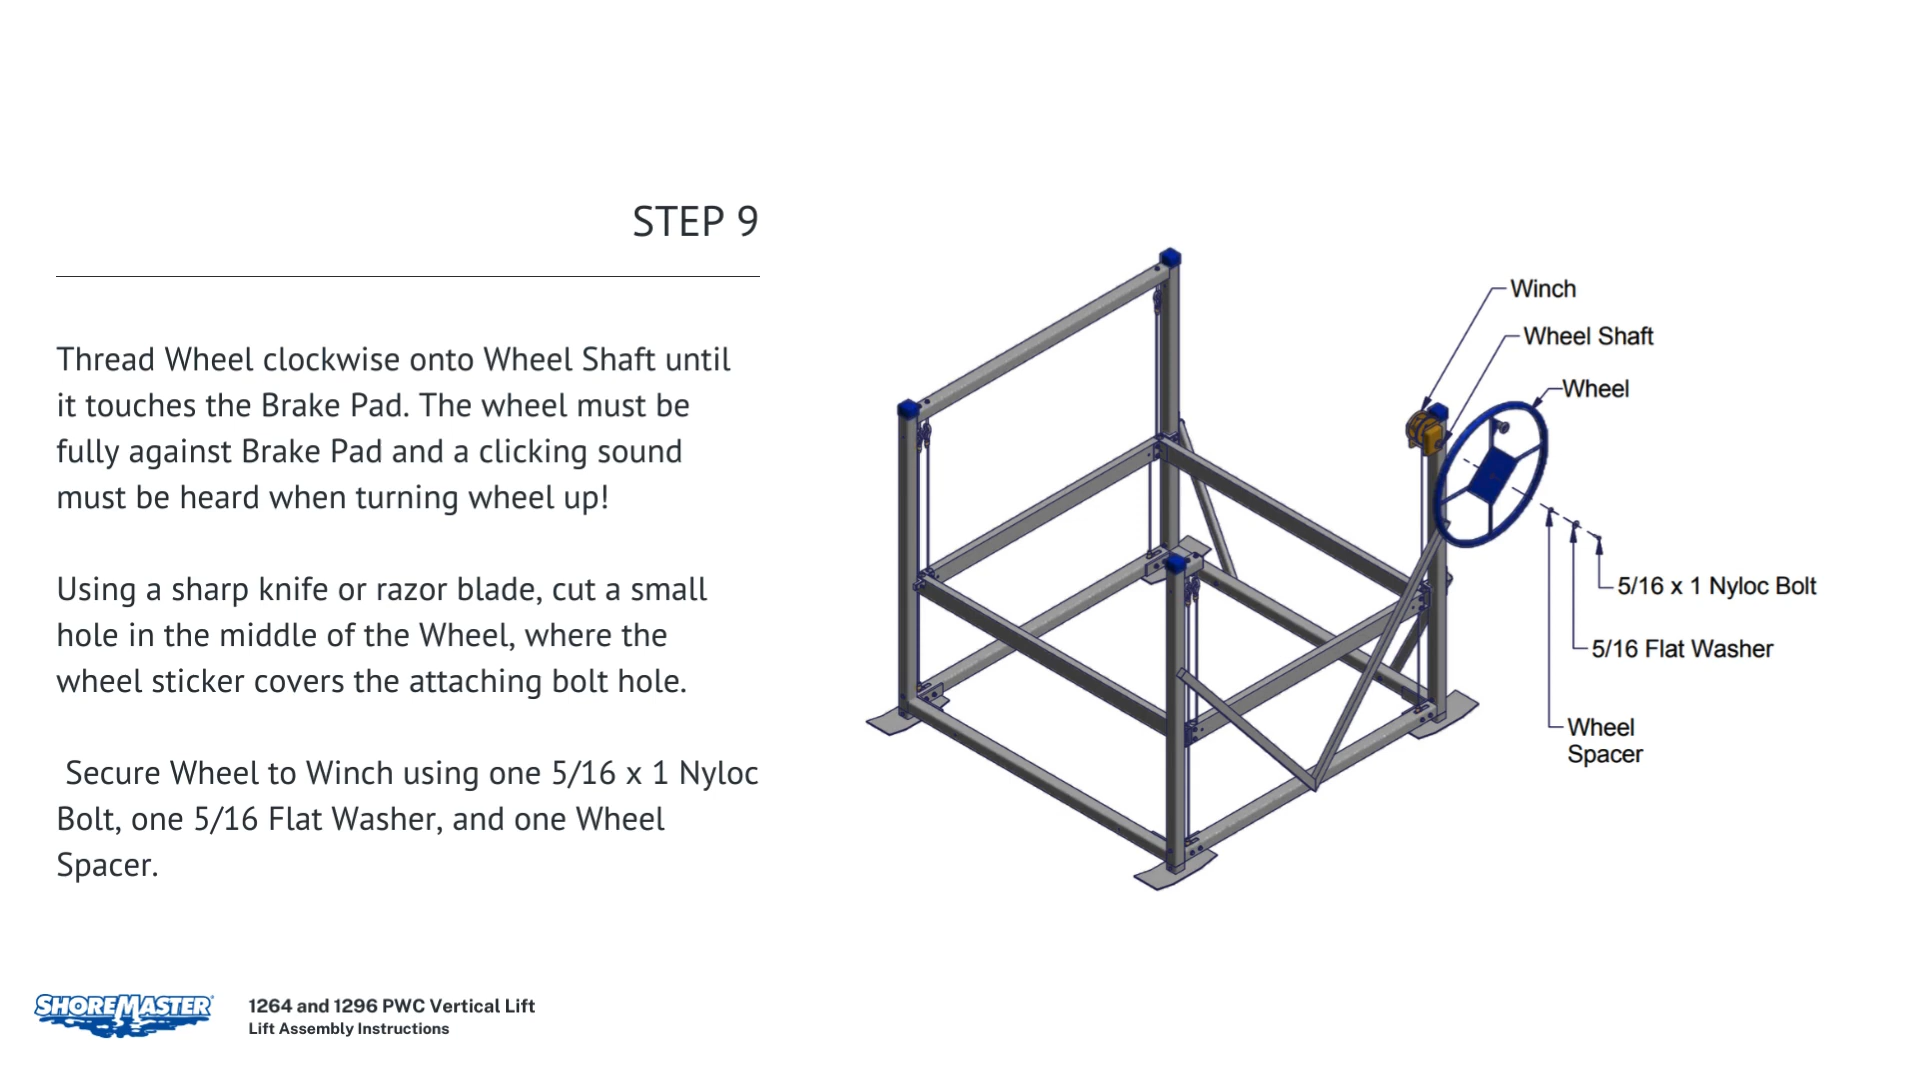 STEP 9
Thread Wheel clockwise onto Wheel Shaft until
it touches the Brake Pad. The wheel must be
fully against Brake Pad and a clicking sound
must be heard when turning wheel up!
Using a sharp knife or razor blade, cut a small
hole in the middle of the Wheel, where the
wheel sticker covers the attaching bolt hole.
Secure Wheel to Winch using one 5/16 x 1 Nyloc
Bolt, one 5/16 Flat Washer, and one Wheel
Spacer.
Winch
Wheel Shaft
Wheel
5/16 x 1 Nyloc Bolt
5/16 Flat Washer
Wheel
Spacer
SHOREMASTER
1264 and 1296 PWC Vertical Lift
Lift Assembly Instructions